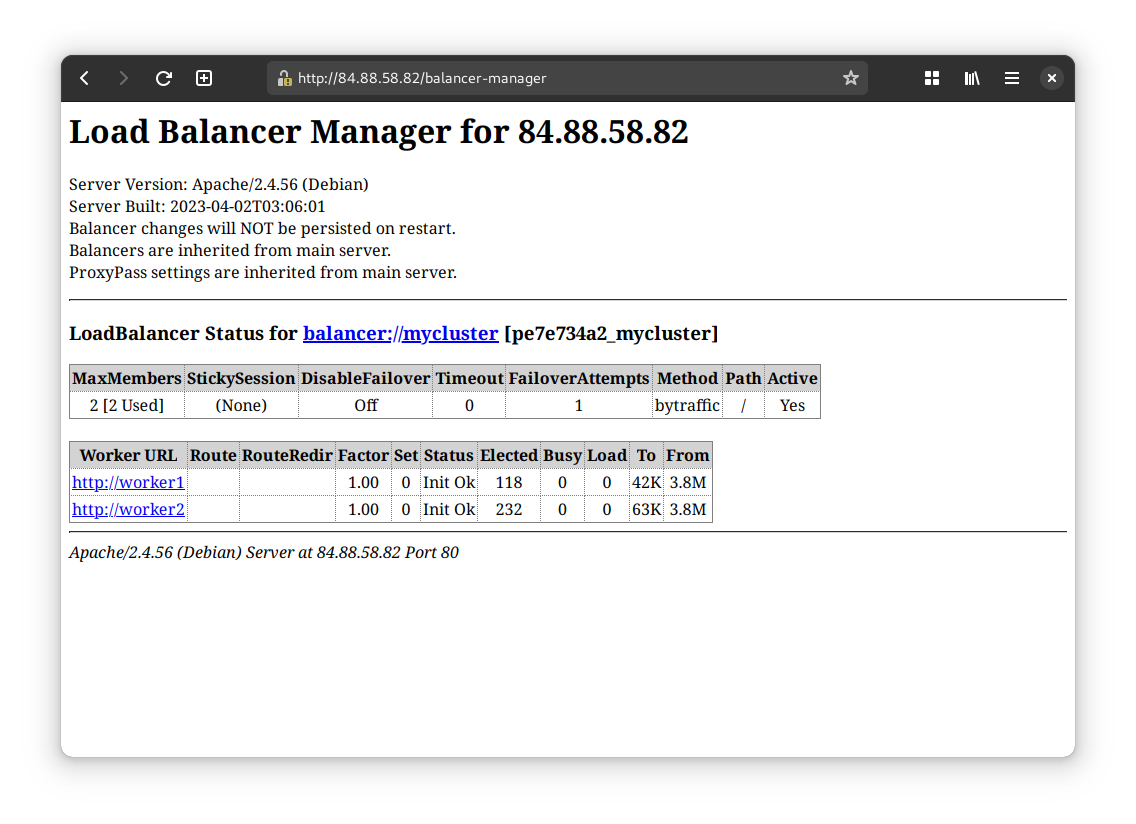 http://84.88.58.82/balancer-manager
Load Balancer Manager for 84.88.58.82
Server Version: Apache/2.4.56 (Debian)
Server Built: 2023-04-02T03:06:01
Balancer changes will NOT be persisted on restart.
Balancers are inherited from main server.
ProxyPass settings are inherited from main server.
LoadBalancer Status for balancer://mycluster [pe7e734a2_mycluster]
MaxMembers StickySession DisableFailover Timeout FailoverAttempts Method Path Active
2 [2 Used] (None) Off 0 1 bytraffic / Yes
Worker URL Route RouteRedir Factor Set Status Elected Busy Load To From
http://worker1 1.00 0 Init Ok 118 0 0 42K 3.8M
http://worker2 1.00 0 Init Ok 232 0 0 63K 3.8M
Apache/2.4.56 (Debian) Server at 84.88.58.82 Port 80